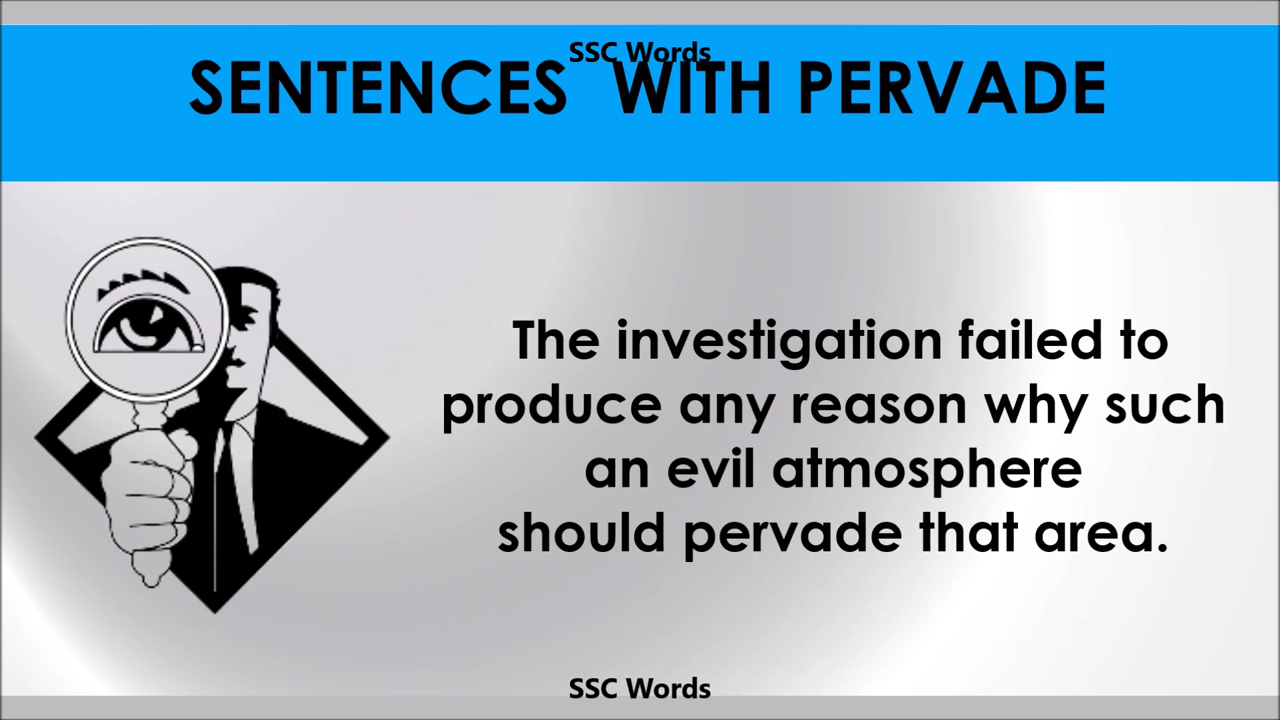 SSC Words
SENTENCES WITH PERVADE
The investigation failed to
produce any reason why such
an evil atmosphere
should pervade that area.
SSC Words